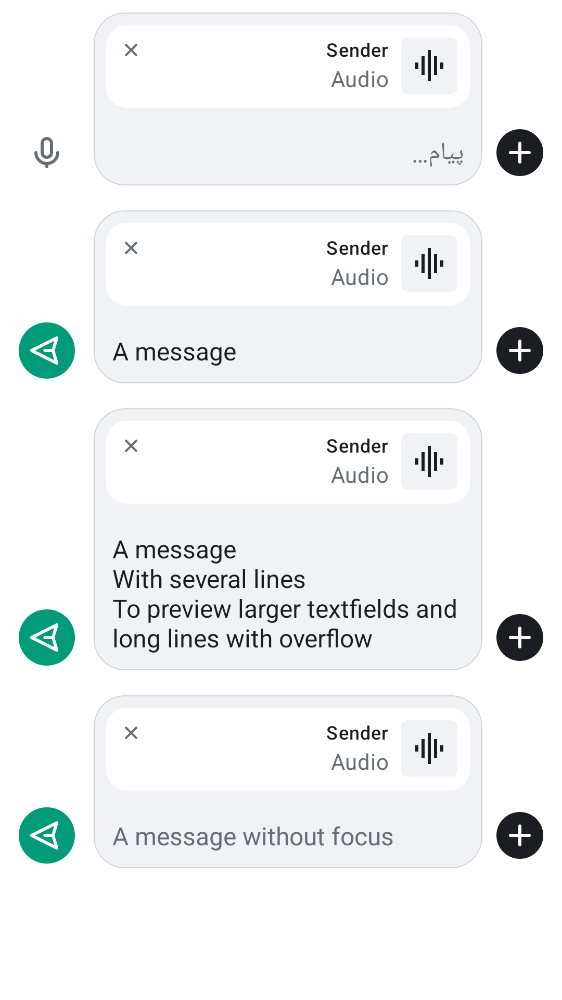 Sender
Audio
پیام...
Sender
Audio
A message
Sender
Audio
A message
With several lines
To preview larger textfields and
long lines with overflow
Sender
Audio
A message without focus